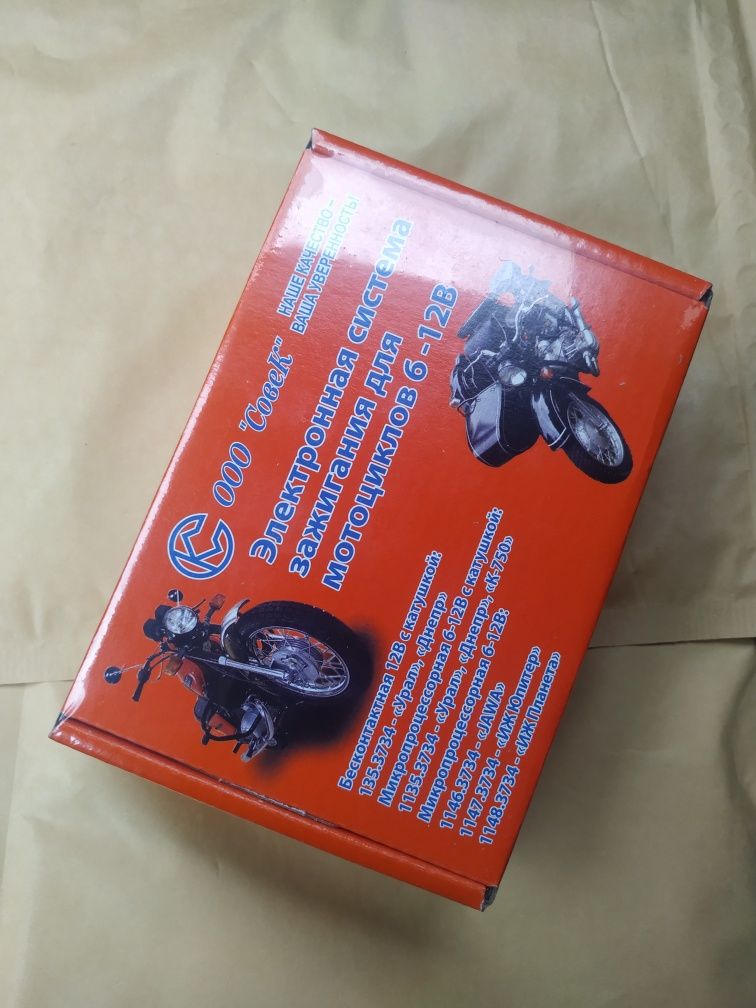 ООО "СовеК"
НАШЕ КАЧЕСТВО –
ВАША УВЕРЕННОСТЬ!
Электронная система
зажигания для
мотоциклов 6 -12В
Бесконтактная 12В с катушкой:
135.3734 - «Урал», «Днепр»
Микропроцессорная 6-12В с катушкой:
1135.3734 - «Урал», «Днепр», «К-750»
Микропроцессорная 6-12В:
1146.3734 - «JAWA»
1147.3734 - «ИЖ Юпитер»
1148.3734 - «ИЖ Планета»